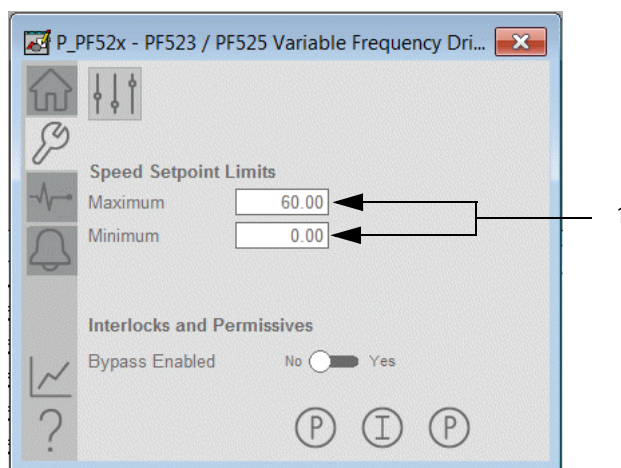 P_PF52x - PF523 / PF525 Variable Frequency Dri...
Speed Setpoint Limits
Maximum 60.00
Minimum 0.00
1
Interlocks and Permissives
Bypass Enabled No Yes
P I P
?